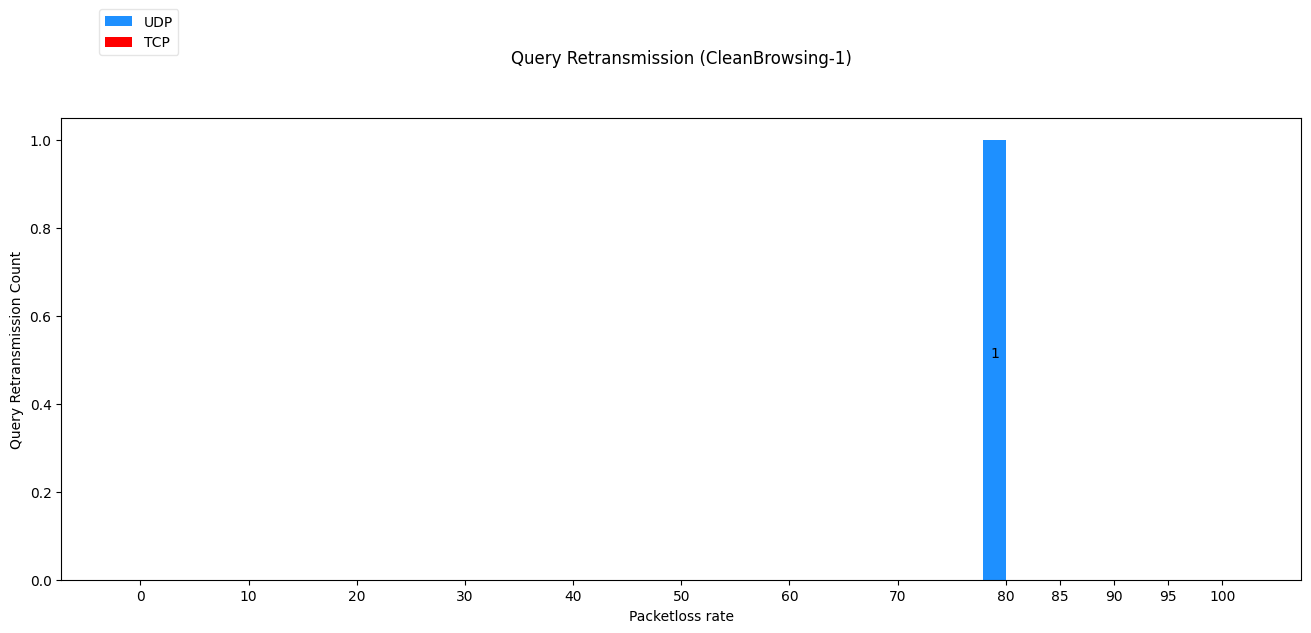 UDP
TCP
Query Retransmission (CleanBrowsing-1)
1.0
0.8
0.6
0.4
0.2
0.0
Query Retransmission Count
1
0 10 20 30 40 50 60 70 80 85 90 95 100
Packetloss rate